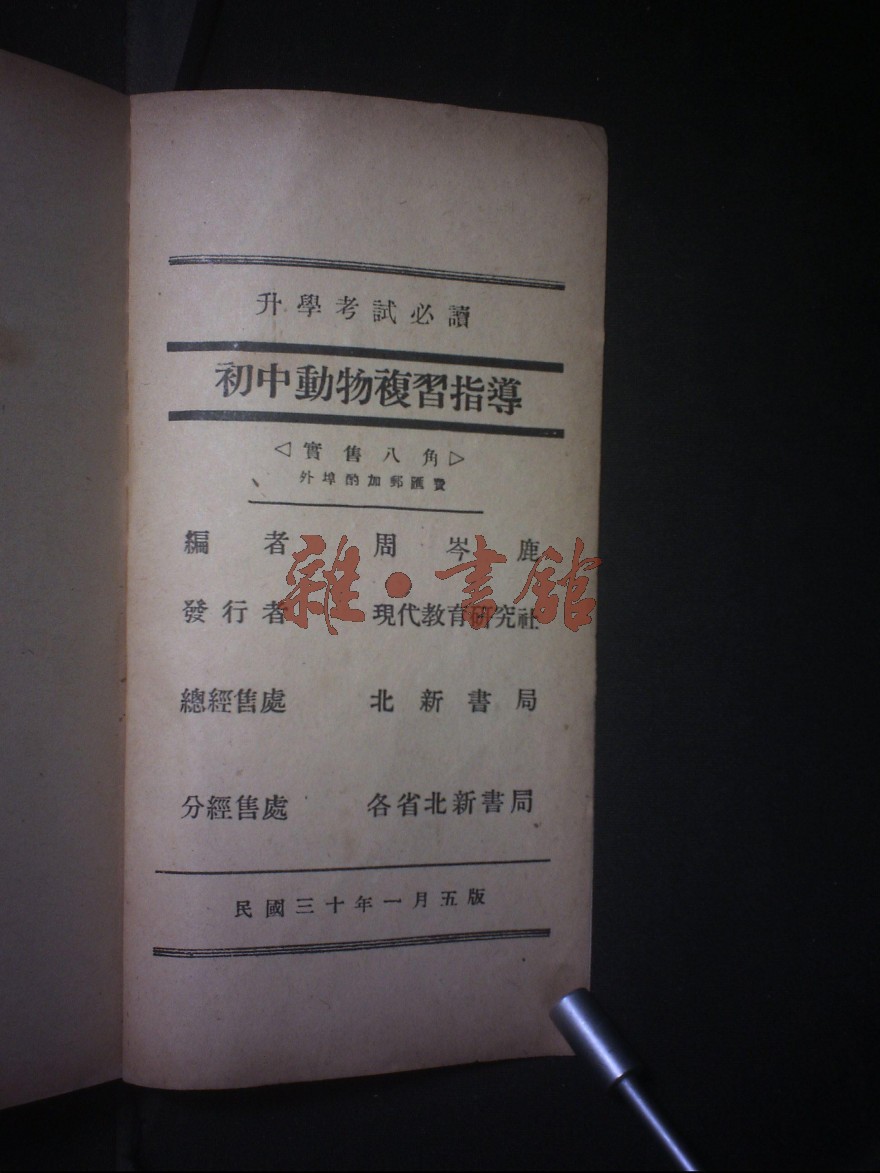 升學考試必讀
初中動物複習指導
◁實售八角▷
外埠酌加郵匯費
編者 周岑鹿
發行者 現代教育研究社
雜·書館
總經售處 北新書局
分經售處 各省北新書局
民國三十年一月五版